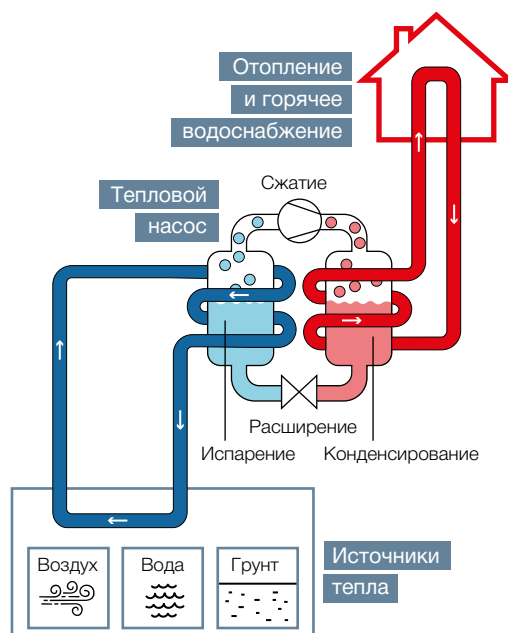 Отопление
и горячее
водоснабжение
Тепловой
насос
Сжатие
Расширение
Испарение
Конденсирование
Воздух
Вода
Грунт
Источники
тепла